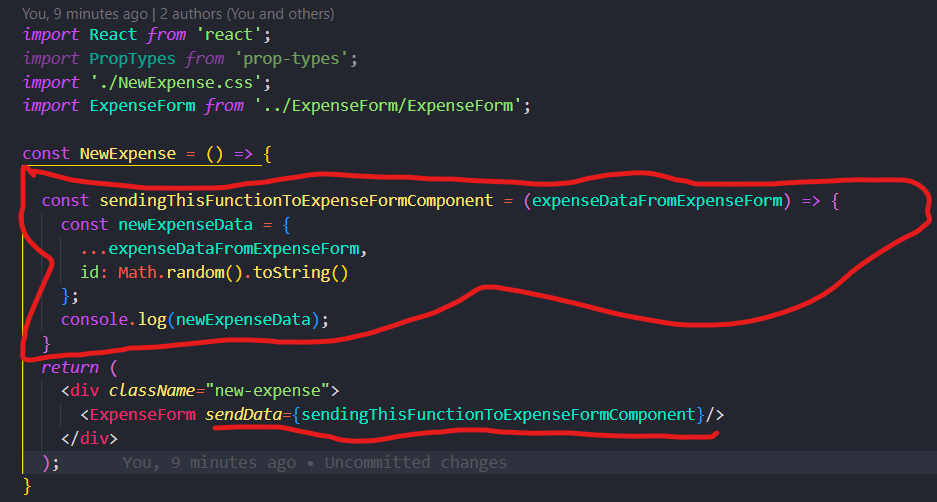 You, 9 minutes ago | 2 authors (You and others)
import React from 'react';
import PropTypes from 'prop-types';
import './NewExpense.css';
import ExpenseForm from '../ExpenseForm/ExpenseForm';
const NewExpense = () => {
const sendingThisFunctionToExpenseFormComponent = (expenseDataFromExpenseForm) => {
const newExpenseData = {
...expenseDataFromExpenseForm,
id: Math.random().toString()
};
console.log(newExpenseData);
}
return (
<div className="new-expense">
<ExpenseForm sendData={sendingThisFunctionToExpenseFormComponent}/>
</div>
); You, 9 minutes ago • Uncommitted changes
}